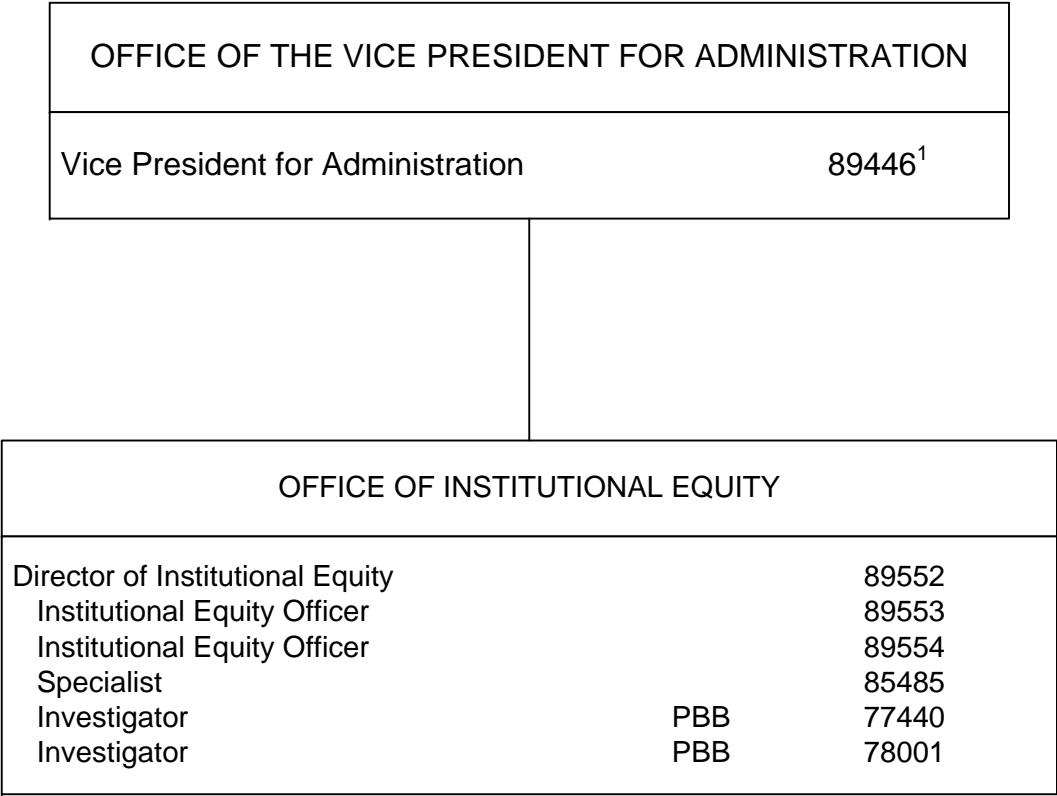 OFFICE OF THE VICE PRESIDENT FOR ADMINISTRATION
Vice President for Administration 89446¹
OFFICE OF INSTITUTIONAL EQUITY
Director of Institutional Equity 89552
Institutional Equity Officer 89553
Institutional Equity Officer 89554
Specialist 85485
Investigator PBB 77440
Investigator PBB 78001